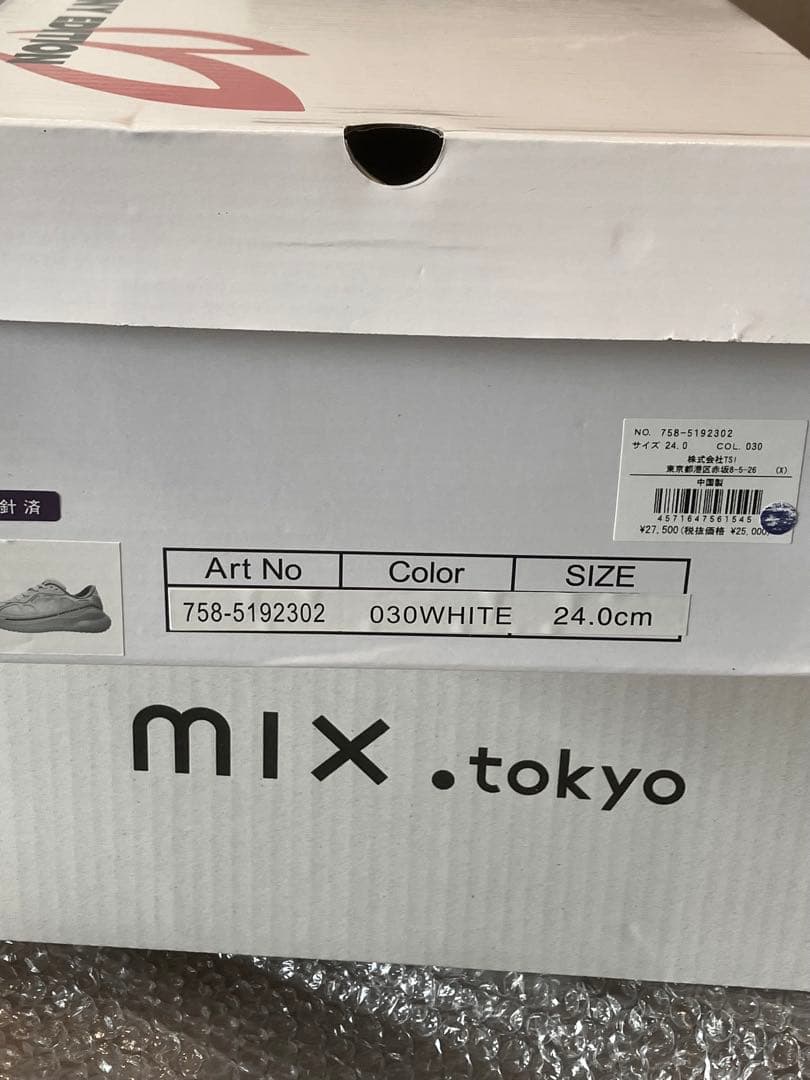 EDITION
NO. 758-5192302
サイズ 24.0 COL. 030
株式会社TSI
東京都港区赤坂8-5-26 (X)
中国製
4571647561545
¥27,500(税抜価格 ¥25,000)
針済
Art No Color SIZE
758-5192302 030WHITE 24.0cm
mix.tokyo